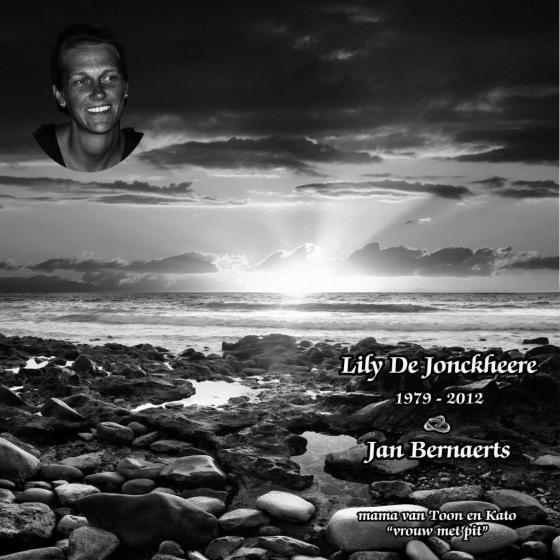 Lily De Jonckheere
1979 - 2012
Jan Bernaerts
mama van Toon en Kato
“vrouw met pit”